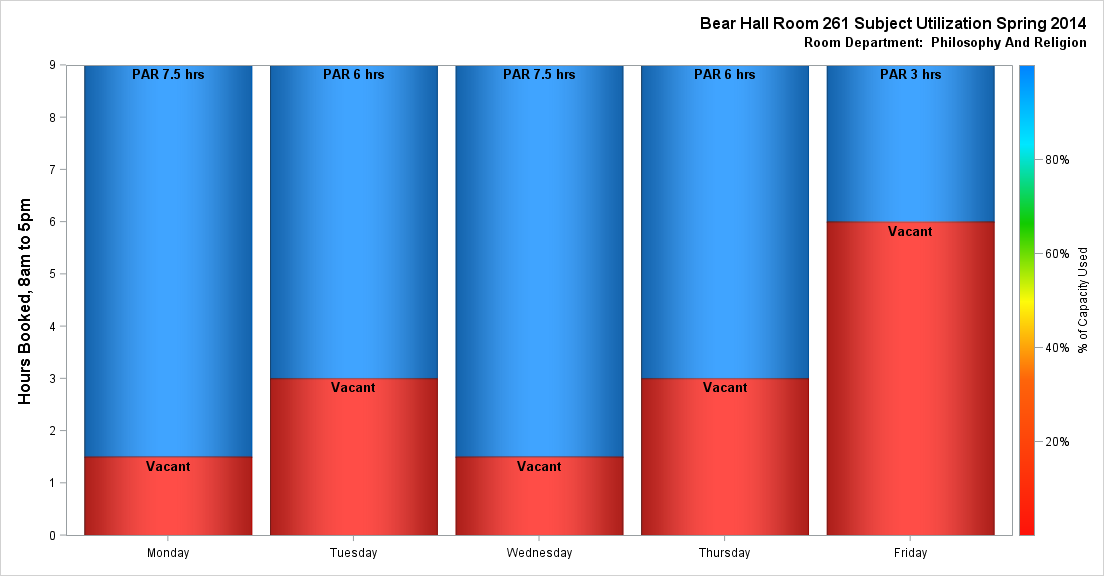 Bear Hall Room 261 Subject Utilization Spring 2014
Room Department:  Philosophy And Religion
Hours Booked, 8am to 5pm
9
8
7
6
5
4
3
2
1
0
PAR 7.5 hrs
PAR 6 hrs
PAR 7.5 hrs
PAR 6 hrs
PAR 3 hrs
Vacant
Vacant
Vacant
Vacant
Vacant
Monday
Tuesday
Wednesday
Thursday
Friday
80%
60%
40%
20%
% of Capacity Used